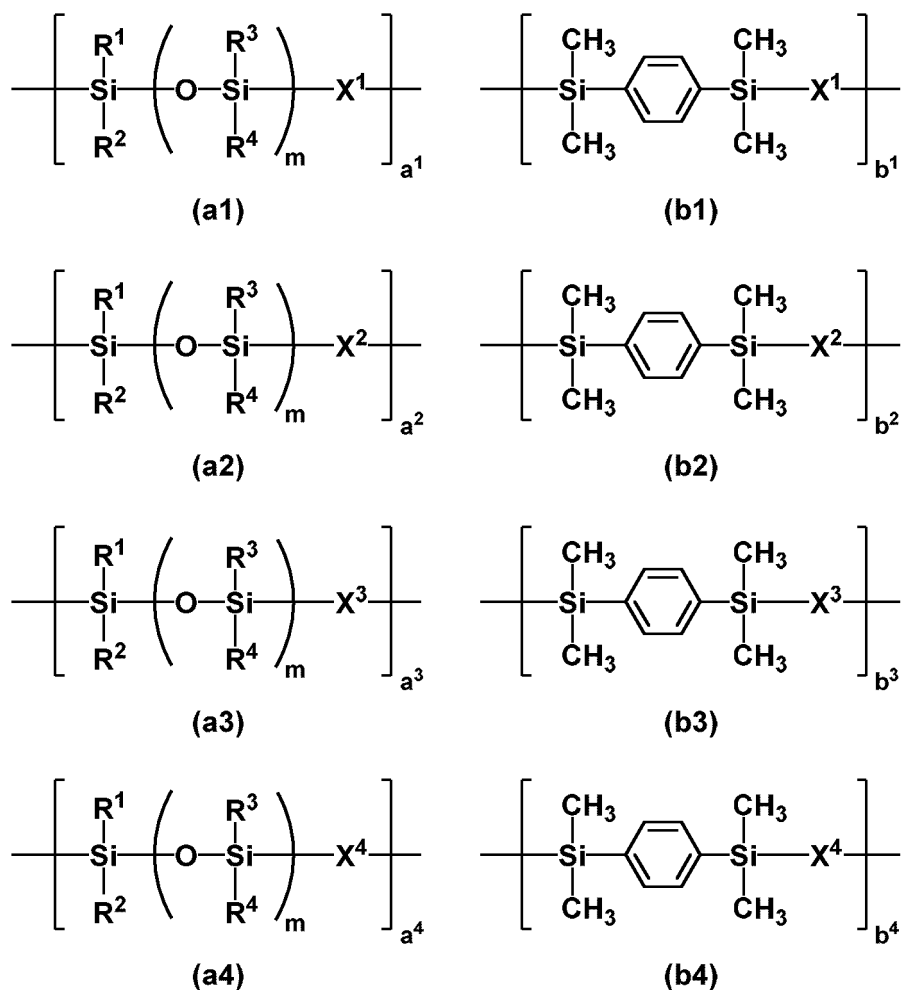 R¹ R³ CH₃ CH₃
Si O Si X¹ Si Si X¹
R² R⁴ m a¹ CH₃ CH₃ b¹
(a1) (b1)
R¹ R³ CH₃ CH₃
Si O Si X² Si Si X²
R² R⁴ m a² CH₃ CH₃ b²
(a2) (b2)
R¹ R³ CH₃ CH₃
Si O Si X³ Si Si X³
R² R⁴ m a³ CH₃ CH₃ b³
(a3) (b3)
R¹ R³ CH₃ CH₃
Si O Si X⁴ Si Si X⁴
R² R⁴ m a⁴ CH₃ CH₃ b⁴
(a4) (b4)